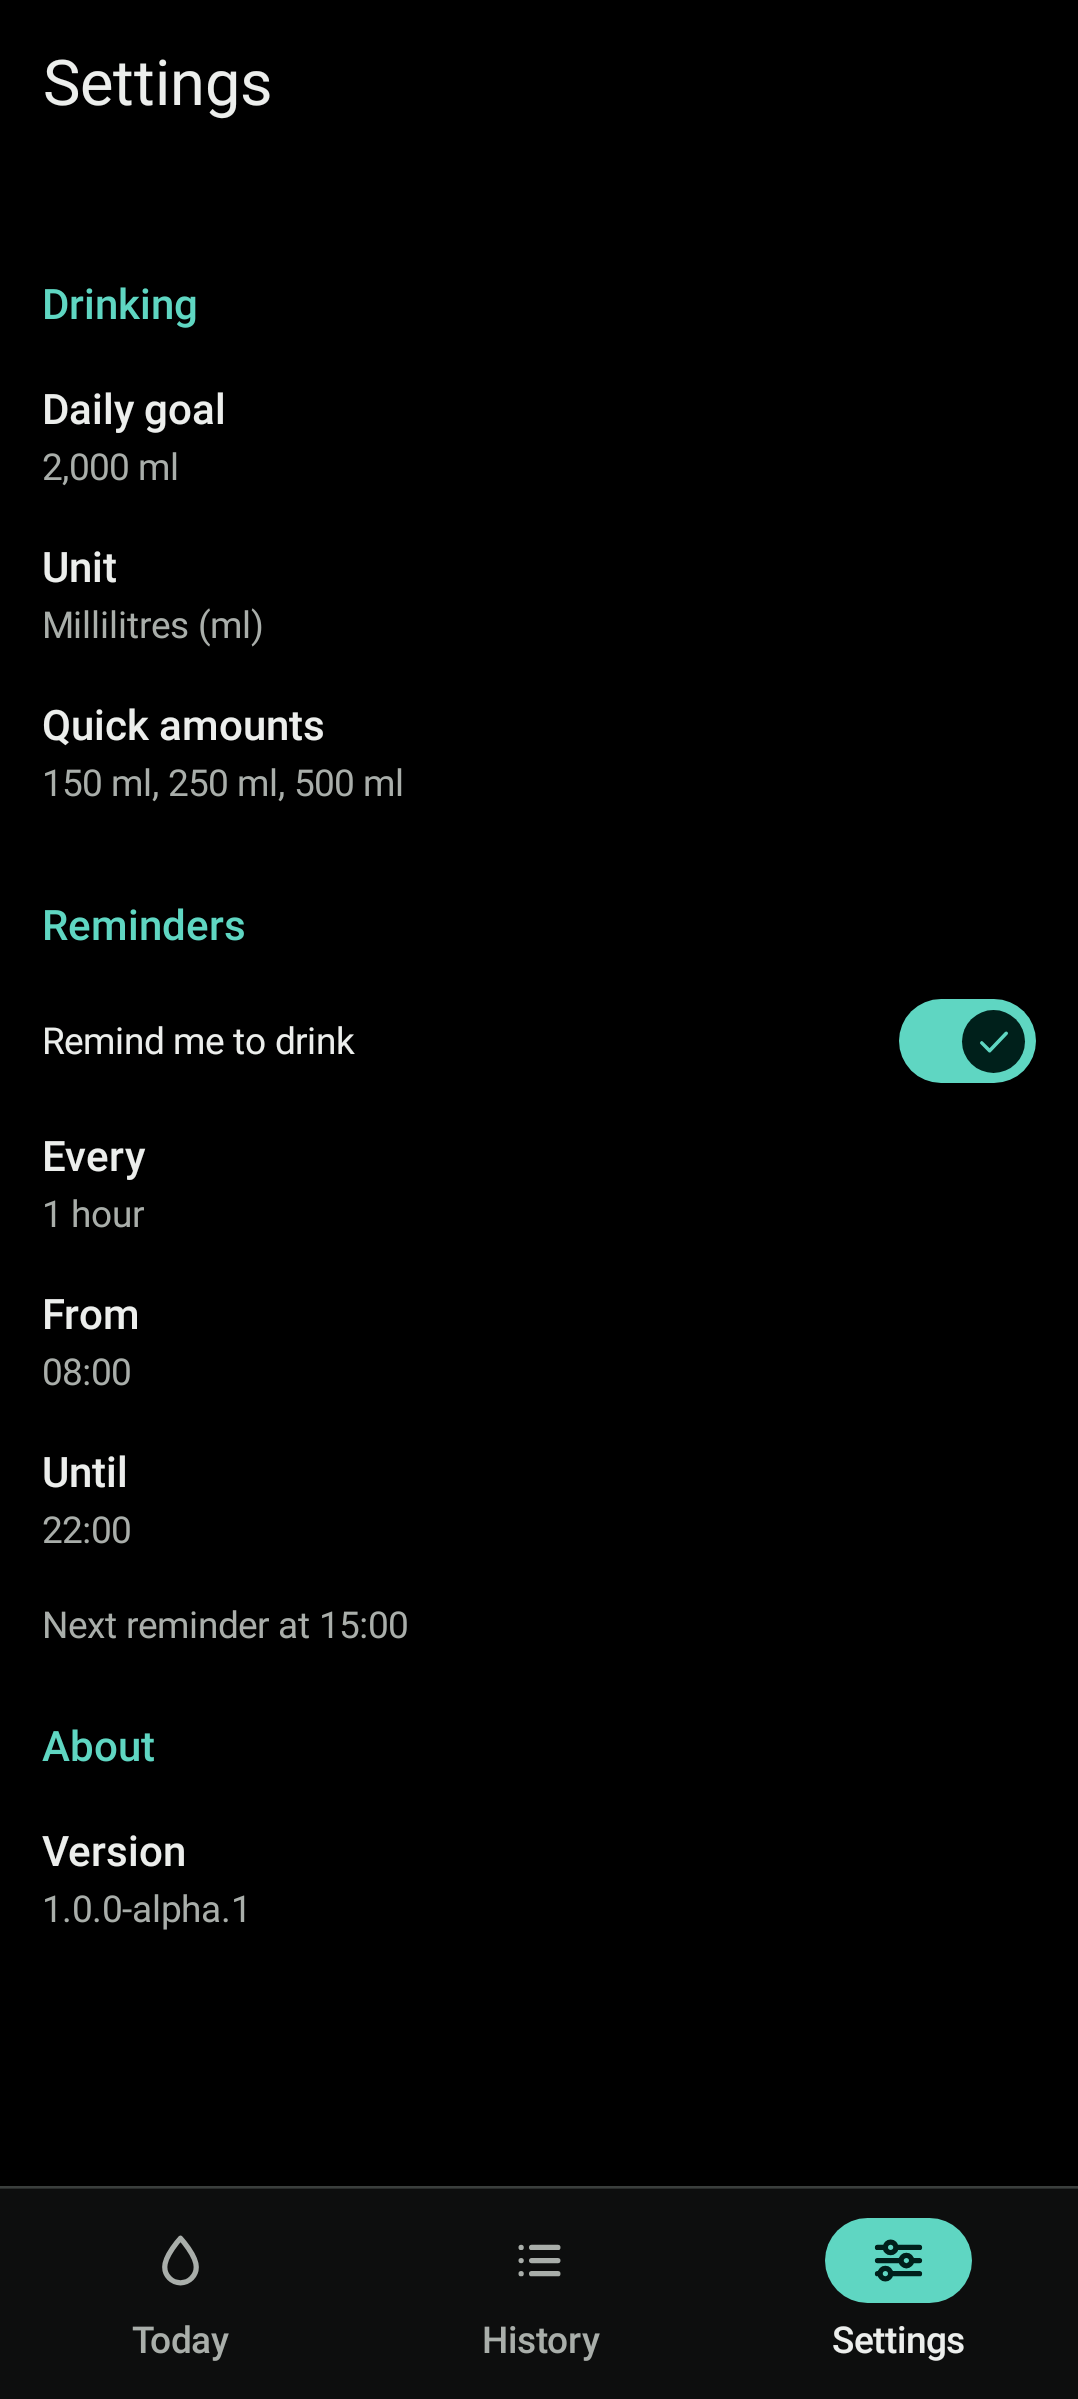 Settings
Drinking
Daily goal
2,000 ml
Unit
Millilitres (ml)
Quick amounts
150 ml, 250 ml, 500 ml
Reminders
Remind me to drink
Every
1 hour
From
08:00
Until
22:00
Next reminder at 15:00
About
Version
1.0.0-alpha.1
Today
History
Settings